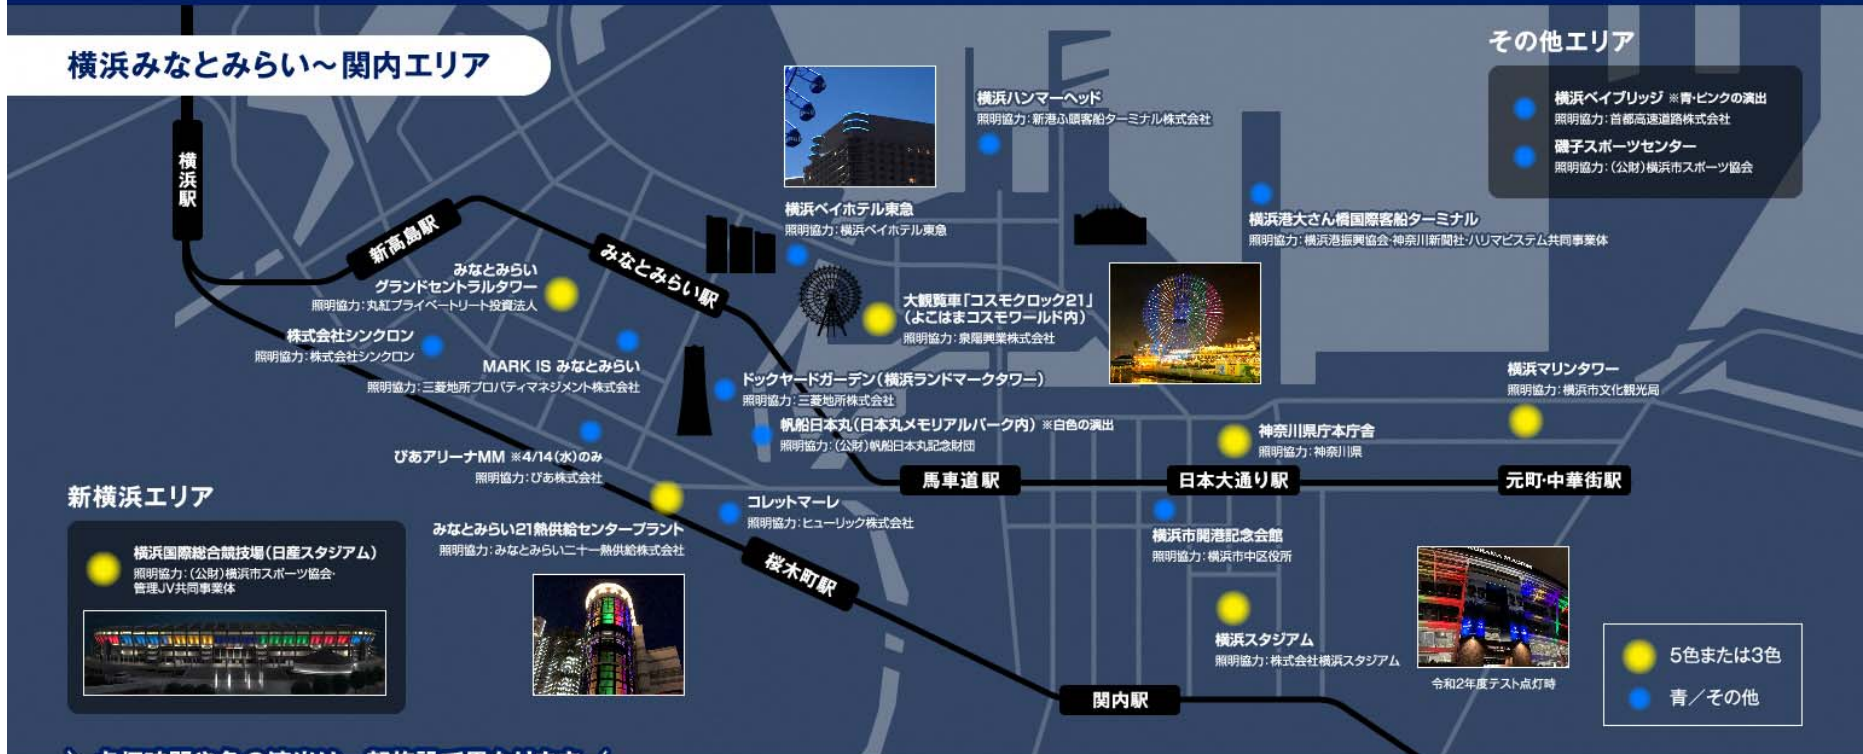 横浜みなとみらい～関内エリア
その他エリア
横浜ベイブリッジ ※青・ピンクの演出
照明協力：首都高速道路株式会社
磯子スポーツセンター
照明協力：（公財）横浜市スポーツ協会
横浜ハンマーヘッド
照明協力：新港ふ頭客船ターミナル株式会社
横浜駅
新高島駅
みなとみらい駅
横浜ベイホテル東急
照明協力：横浜ベイホテル東急
横浜港大さん橋国際客船ターミナル
照明協力：横浜港振興協会・神奈川新聞社・ハリマビステム共同事業体
みなとみらい
グランドセントラルタワー
照明協力：丸紅プライベートリート投資法人
大観覧車「コスモクロック21」
（よこはまコスモワールド内）
照明協力：泉陽興業株式会社
株式会社シンクロン
照明協力：株式会社シンクロン
MARK IS みなとみらい
照明協力：三菱地所プロパティマネジメント株式会社
ドックヤードガーデン（横浜ランドマークタワー）
照明協力：三菱地所株式会社
横浜マリンタワー
照明協力：横浜市文化観光局
帆船日本丸（日本丸メモリアルパーク内） ※白色の演出
照明協力：（公財）帆船日本丸記念財団
神奈川県庁本庁舎
照明協力：神奈川県
ぴあアリーナMM ※4/14（水）のみ
照明協力：ぴあ株式会社
馬車道駅
日本大通り駅
元町・中華街駅
新横浜エリア
横浜国際総合競技場（日産スタジアム）
照明協力：（公財）横浜市スポーツ協会・
管理JV共同事業体
みなとみらい21熱供給センタープラント
照明協力：みなとみらい二十一熱供給株式会社
コレットマーレ
照明協力：ヒューリック株式会社
横浜市開港記念会館
照明協力：横浜市中区役所
桜木町駅
横浜スタジアム
照明協力：株式会社横浜スタジアム
令和2年度テスト点灯時
関内駅
5色または3色
青／その他